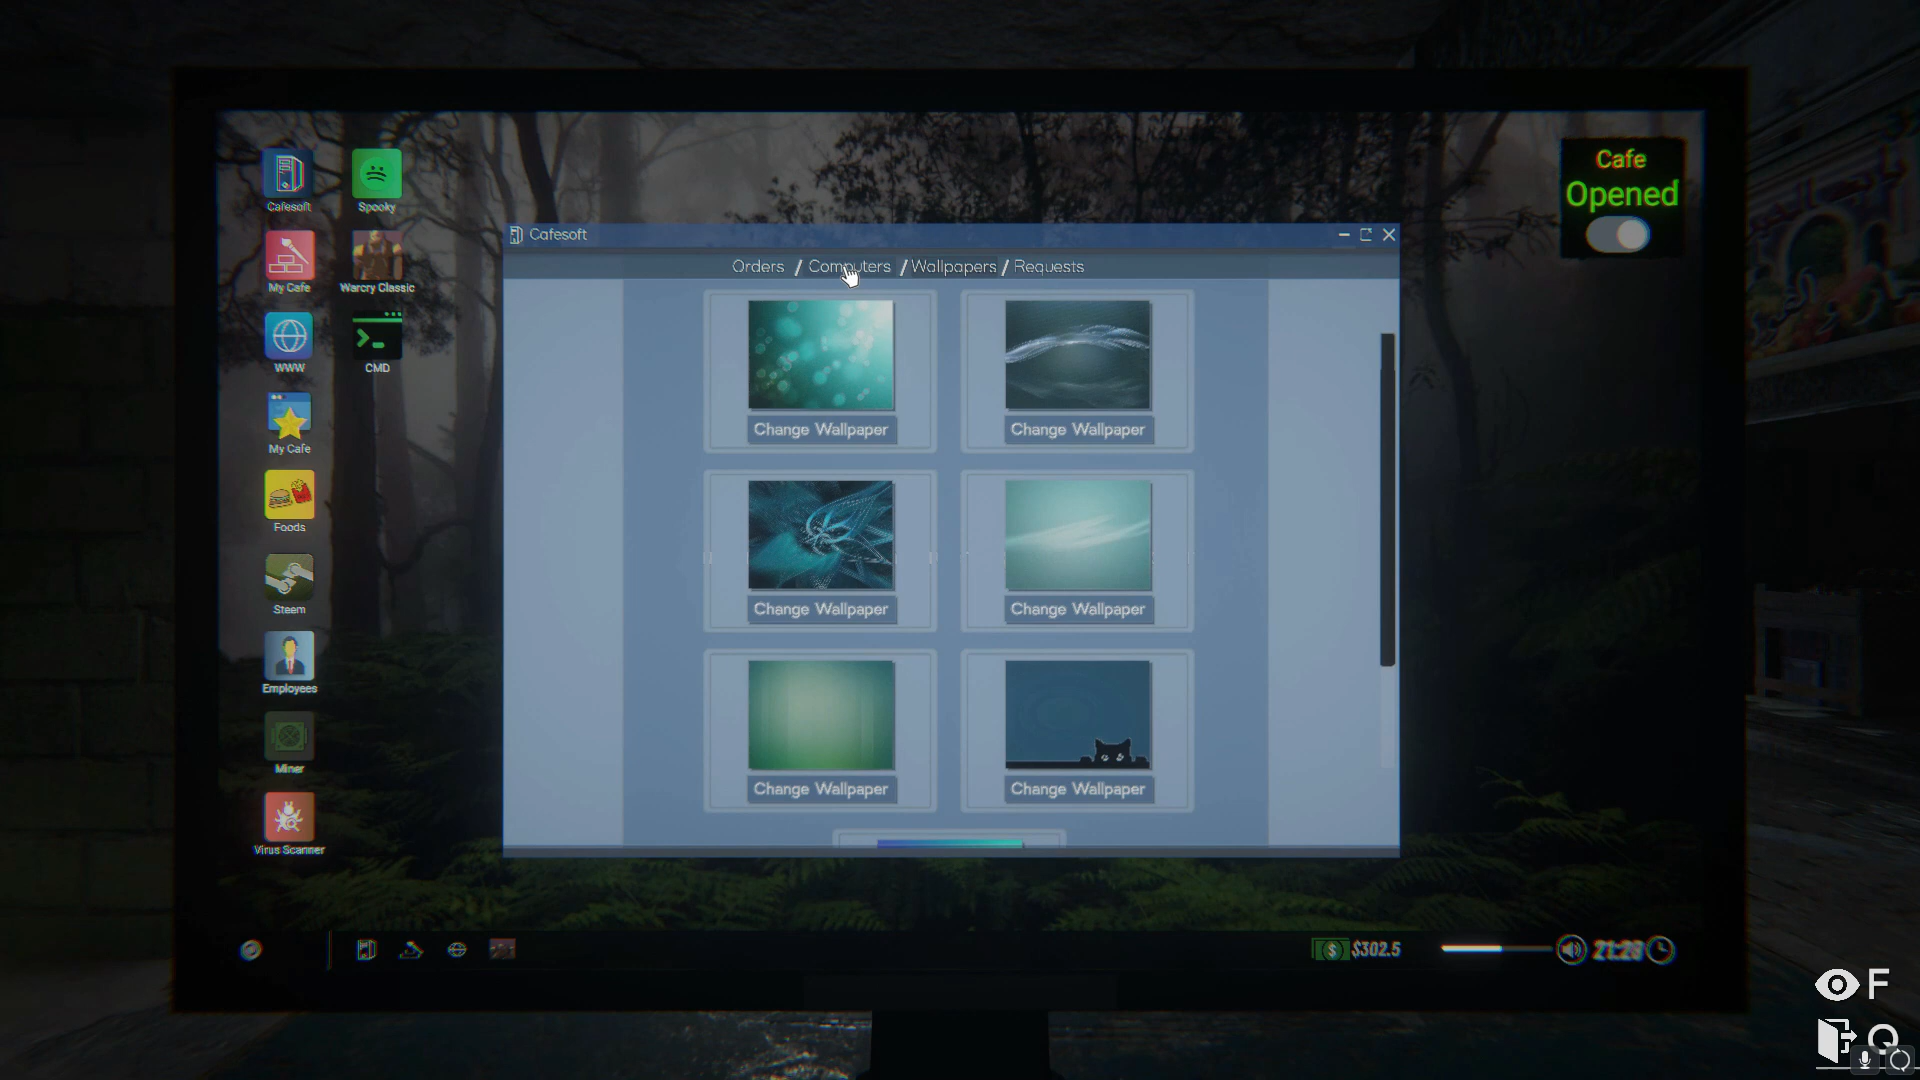 Cafe
Opened
Cafesoft
Spooky
My Cafe
Warcry Classic
WWW
CMD
My Cafe
Foods
Steem
Employees
Miner
Virus Scanner
Cafesoft
Orders / Computers / Wallpapers / Requests
Change Wallpaper
Change Wallpaper
Change Wallpaper
Change Wallpaper
Change Wallpaper
Change Wallpaper
$302.5
F
Q